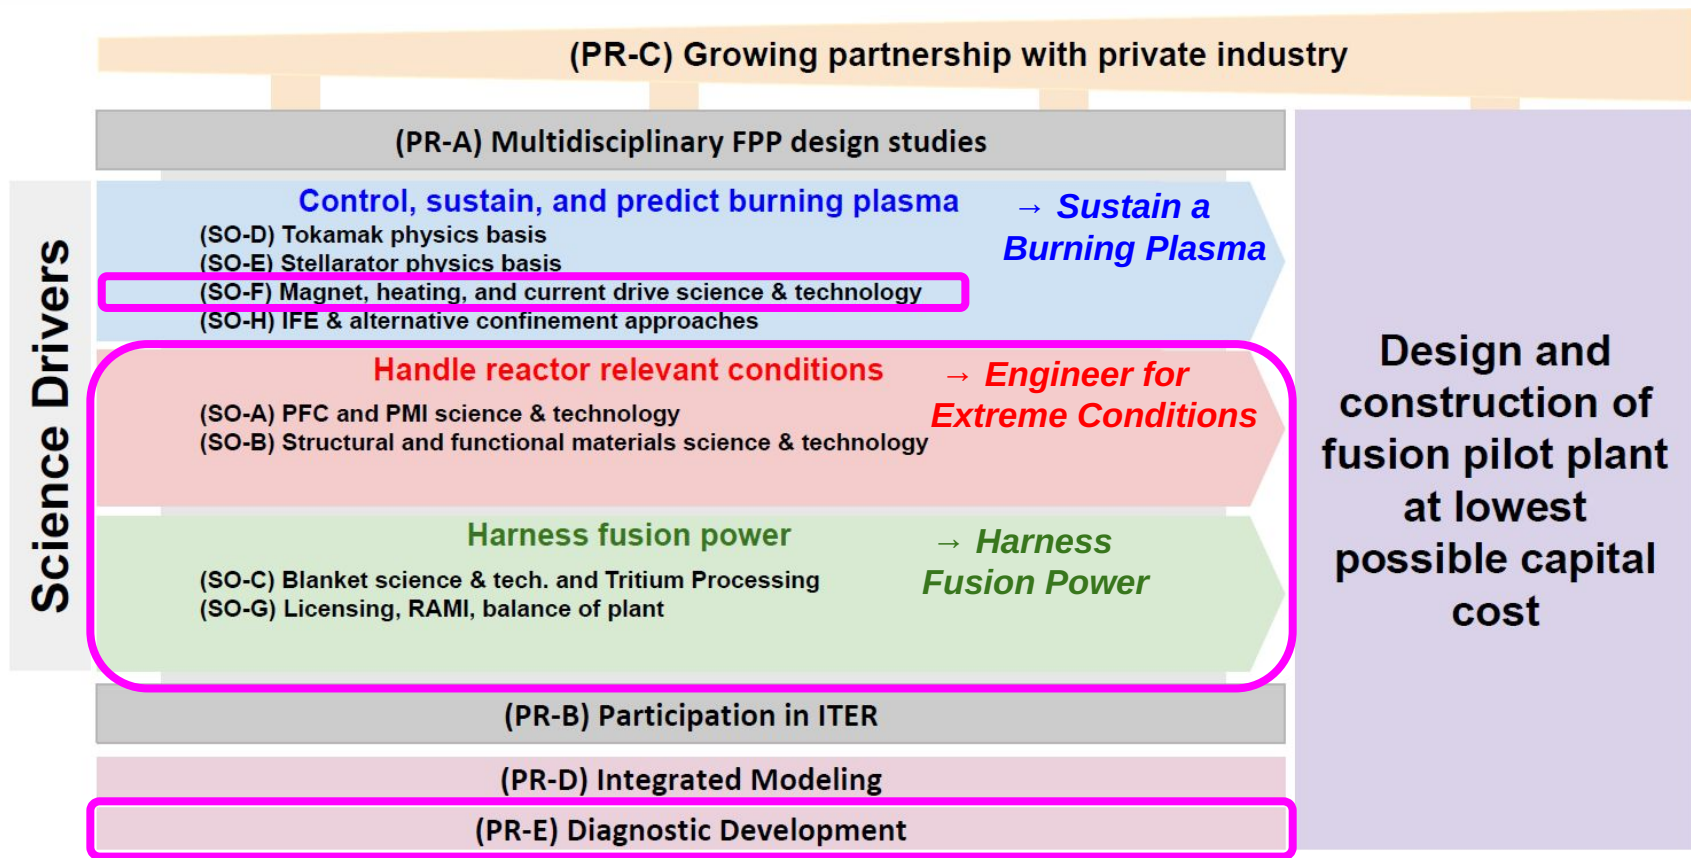 (PR-C) Growing partnership with private industry
(PR-A) Multidisciplinary FPP design studies
Science Drivers
Control, sustain, and predict burning plasma
(SO-D) Tokamak physics basis
(SO-E) Stellarator physics basis
(SO-F) Magnet, heating, and current drive science & technology
(SO-H) IFE & alternative confinement approaches
→ Sustain a
Burning Plasma
Handle reactor relevant conditions
(SO-A) PFC and PMI science & technology
(SO-B) Structural and functional materials science & technology
→ Engineer for
Extreme Conditions
Harness fusion power
(SO-C) Blanket science & tech. and Tritium Processing
(SO-G) Licensing, RAMI, balance of plant
→ Harness
Fusion Power
(PR-B) Participation in ITER
(PR-D) Integrated Modeling
(PR-E) Diagnostic Development
Design and
construction of
fusion pilot plant
at lowest
possible capital
cost